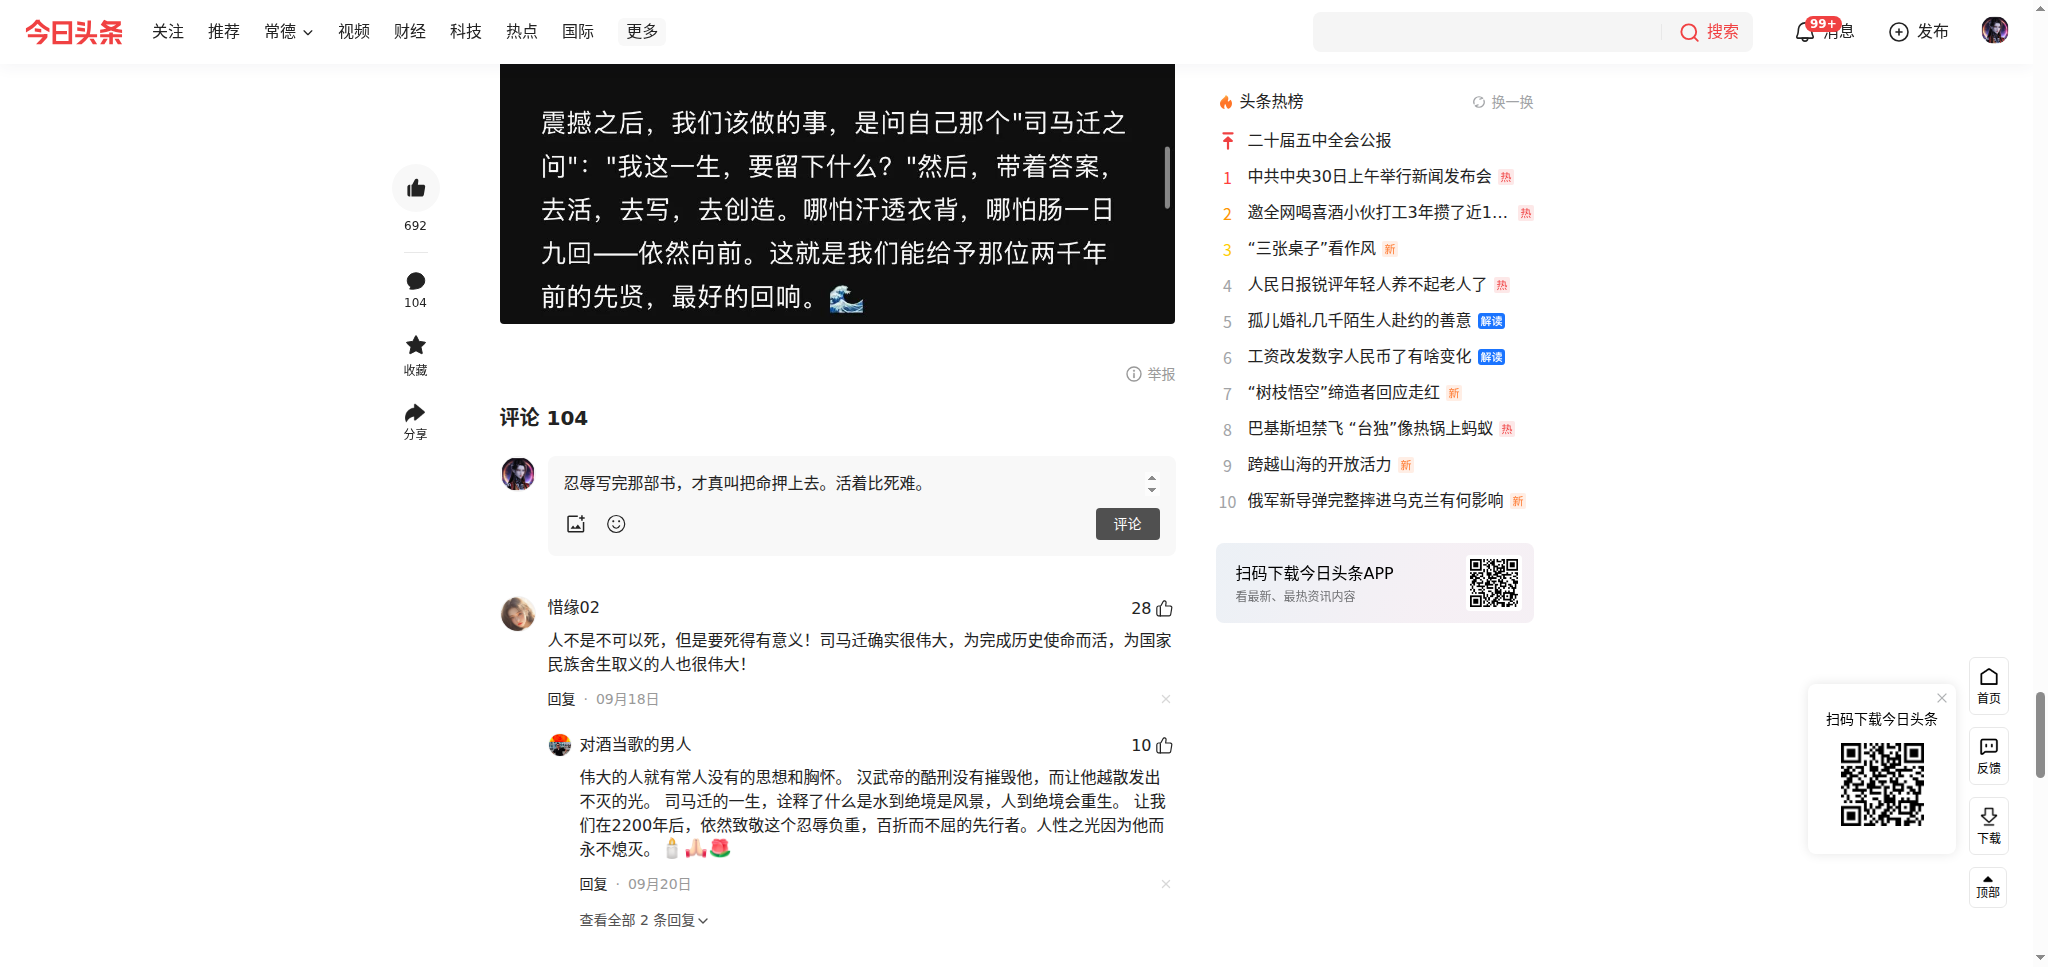 今日头条
关注 推荐 常德 视频 财经 科技 热点 国际 更多
搜索
99+
消息
发布
震撼之后，我们该做的事，是问自己那个"司马迁之
问"："我这一生，要留下什么？"然后，带着答案，
去活，去写，去创造。哪怕汗透衣背，哪怕肠一日
九回——依然向前。这就是我们能给予那位两千年
前的先贤，最好的回响。
692
104
收藏
分享
举报
评论 104
忍辱写完那部书，才真叫把命押上去。活着比死难。
评论
惜缘02
28
人不是不可以死，但是要死得有意义！司马迁确实很伟大，为完成历史使命而活，为国家
民族舍生取义的人也很伟大！
回复 · 09月18日
对酒当歌的男人
10
伟大的人就有常人没有的思想和胸怀。 汉武帝的酷刑没有摧毁他，而让他越散发出
不灭的光。 司马迁的一生，诠释了什么是水到绝境是风景，人到绝境会重生。 让我
们在2200年后，依然致敬这个忍辱负重，百折而不屈的先行者。人性之光因为他而
永不熄灭。
回复 · 09月20日
查看全部 2 条回复
头条热榜
换一换
二十届五中全会公报
1 中共中央30日上午举行新闻发布会 热
2 邀全网喝喜酒小伙打工3年攒了近1... 热
3 “三张桌子”看作风 新
4 人民日报锐评年轻人养不起老人了 热
5 孤儿婚礼几千陌生人赴约的善意 解读
6 工资改发数字人民币了有啥变化 解读
7 “树枝悟空”缔造者回应走红 新
8 巴基斯坦禁飞 “台独”像热锅上蚂蚁 热
9 跨越山海的开放活力 新
10 俄军新导弹完整摔进乌克兰有何影响 新
扫码下载今日头条APP
看最新、最热资讯内容
扫码下载今日头条
首页
反馈
下载
顶部